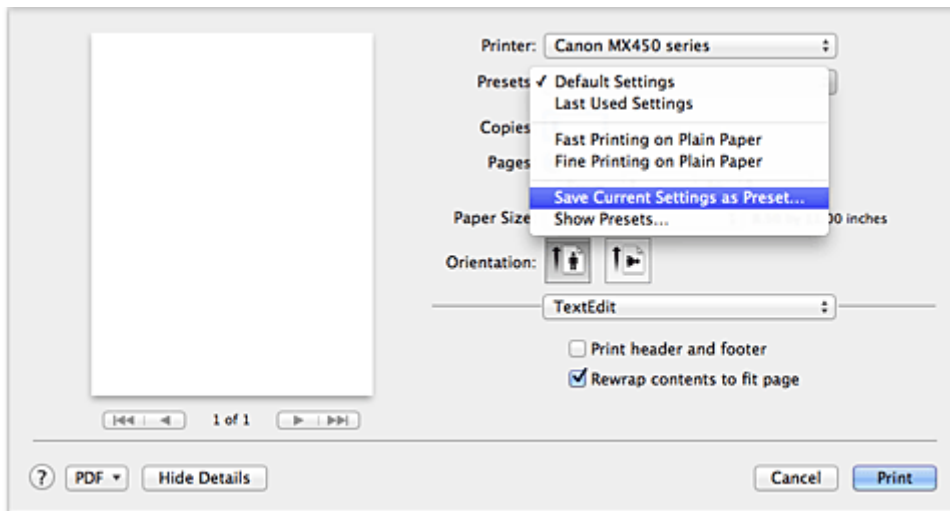 Printer: Canon MX450 series
Presets ✓ Default Settings
Last Used Settings
Copies
Fast Printing on Plain Paper
Pages Fine Printing on Plain Paper
Save Current Settings as Preset...
Paper Size Show Presets... 00 inches
Orientation:
TextEdit
Print header and footer
Rewrap contents to fit page
1 of 1
? PDF Hide Details Cancel Print